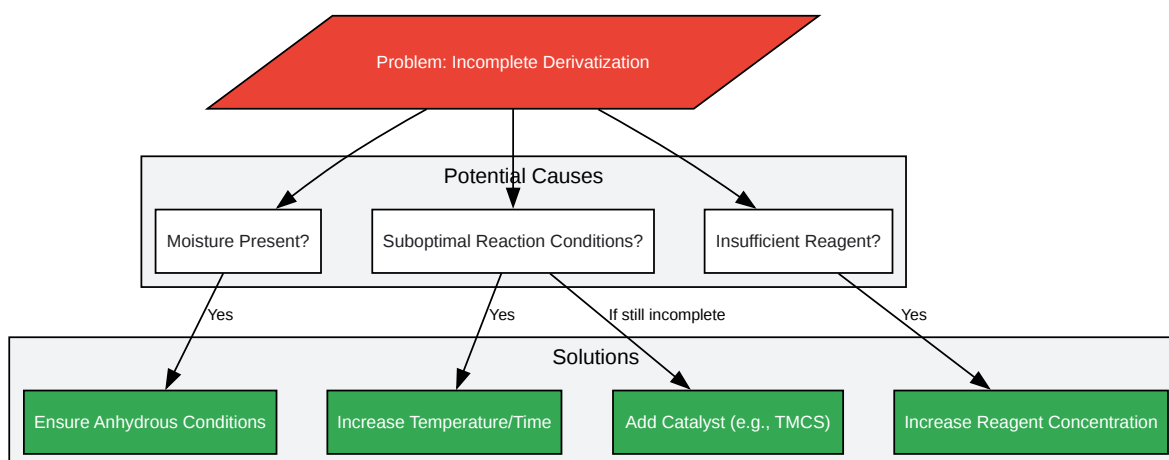 Problem: Incomplete Derivatization
Potential Causes
Moisture Present?
Suboptimal Reaction Conditions?
Insufficient Reagent?
Yes
Yes
If still incomplete
Yes
Solutions
Ensure Anhydrous Conditions
Increase Temperature/Time
Add Catalyst (e.g., TMCS)
Increase Reagent Concentration